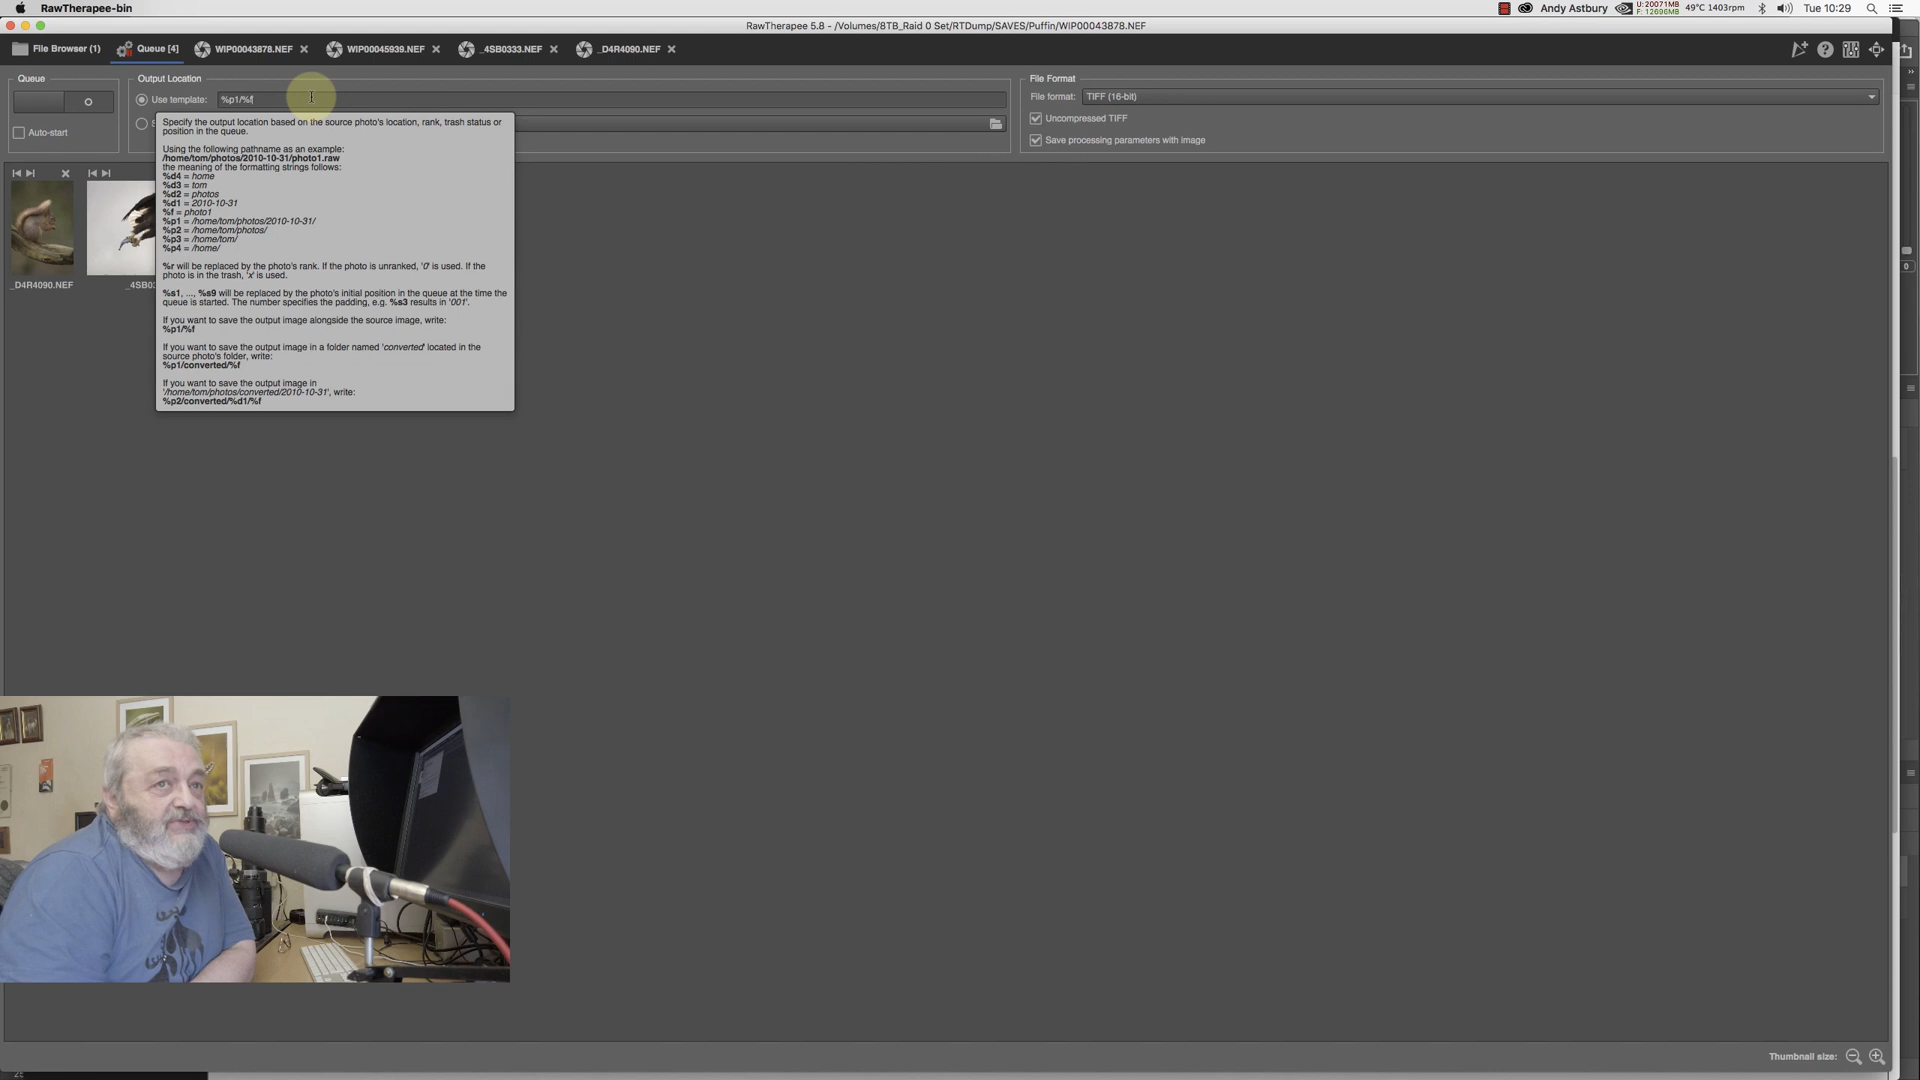 RawTherapee-bin
Andy Astbury
U: 20071MB
F: 12696MB
49°C 1403rpm
Tue 10:29
RawTherapee 5.8 - /Volumes/BTB_Raid 0 Set/RTDump/SAVES/Puffin/WIP00043878.NEF
File Browser (1)
Queue [4]
WIP00043878.NEF
WIP00045939.NEF
_4SB0333.NEF
_D4R4090.NEF
Queue
Output Location
File Format
Use template:
%p1/%f
File format:
TIFF (16-bit)
Auto-start
Uncompressed TIFF
Save processing parameters with image
Specify the output location based on the source photo's location, rank, trash status or
position in the queue.
Using the following pathname as an example:
/home/tom/photos/2010-10-31/photo1.raw
the meaning of the formatting strings follows:
%d4 = home
%d3 = tom
%d2 = photos
%d1 = 2010-10-31
%f = photo1
%p1 = /home/tom/photos/2010-10-31/
%p2 = /home/tom/photos/
%p3 = /home/tom/
%p4 = /home/
%r will be replaced by the photo's rank. If the photo is unranked, '0' is used. If the
photo is in the trash, 'x' is used.
%s1, ..., %s9 will be replaced by the photo's initial position in the queue at the time the
queue is started. The number specifies the padding, e.g. %s3 results in '001'.
If you want to save the output image alongside the source image, write:
%p1/%f
If you want to save the output image in a folder named 'converted' located in the
source photo's folder, write:
%p1/converted/%f
If you want to save the output image in
'/home/tom/photos/converted/2010-10-31', write:
%p2/converted/%d1/%f
_D4R4090.NEF
_4SB0
0
Thumbnail size: